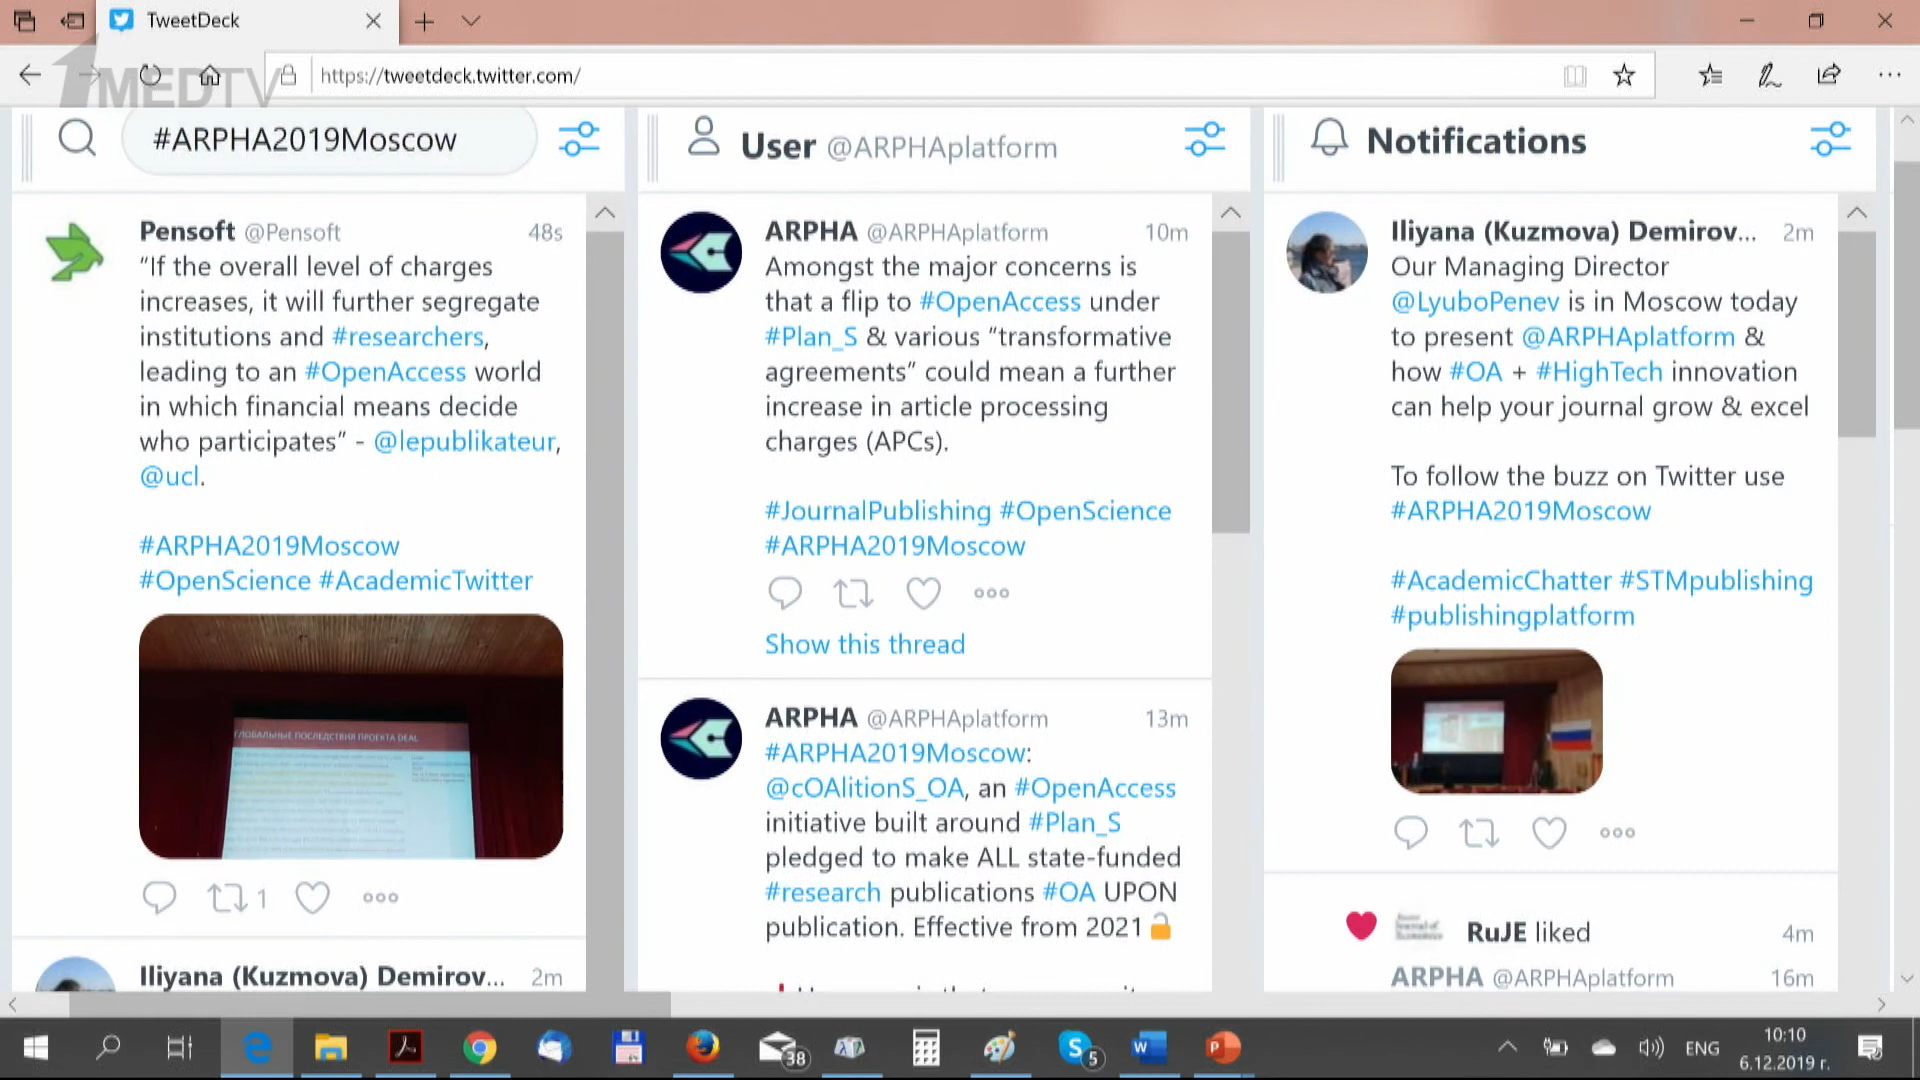 TweetDeck
1MEDTV
https://tweetdeck.twitter.com/
#ARPHA2019Moscow
Pensoft @Pensoft 48s
“If the overall level of charges
increases, it will further segregate
institutions and #researchers,
leading to an #OpenAccess world
in which financial means decide
who participates” - @lepublikateur,
@ucl.
#ARPHA2019Moscow
#OpenScience #AcademicTwitter
ГЛОБАЛЬНЫЕ ПОСЛЕДСТВИЯ ПРОЕКТА DEAL
1
Iliyana (Kuzmova) Demirov... 2m
User @ARPHAplatform
ARPHA @ARPHAplatform 10m
Amongst the major concerns is
that a flip to #OpenAccess under
#Plan_S & various “transformative
agreements” could mean a further
increase in article processing
charges (APCs).
#JournalPublishing #OpenScience
#ARPHA2019Moscow
Show this thread
ARPHA @ARPHAplatform 13m
#ARPHA2019Moscow:
@cOAlitionS_OA, an #OpenAccess
initiative built around #Plan_S
pledged to make ALL state-funded
#research publications #OA UPON
publication. Effective from 2021
Notifications
Iliyana (Kuzmova) Demirov... 2m
Our Managing Director
@LyuboPenev is in Moscow today
to present @ARPHAplatform &
how #OA + #HighTech innovation
can help your journal grow & excel
To follow the buzz on Twitter use
#ARPHA2019Moscow
#AcademicChatter #STMpublishing
#publishingplatform
RuJE liked 4m
ARPHA @ARPHAplatform 16m
38
5
ENG
10:10
6.12.2019 г.